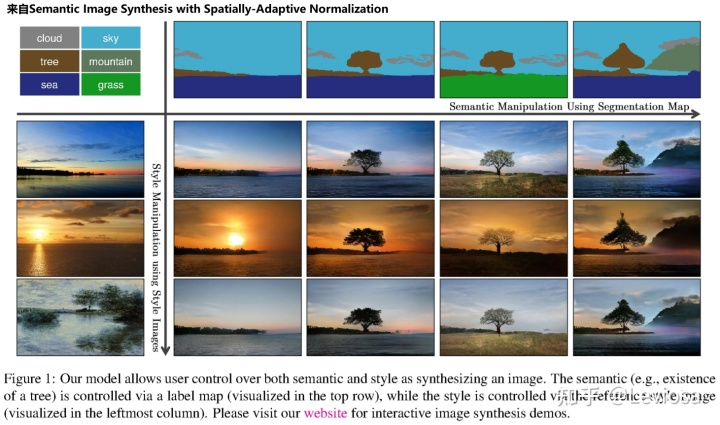 来自Semantic Image Synthesis with Spatially-Adaptive Normalization
cloud sky
tree mountain
sea grass
Semantic Manipulation Using Segmentation Map
Style Manipulation using Style Images
Figure 1: Our model allows user control over both semantic and style as synthesizing an image. The semantic (e.g., existence
of a tree) is controlled via a label map (visualized in the top row), while the style is controlled via the reference style image
(visualized in the leftmost column). Please visit our website for interactive image synthesis demos.
知乎